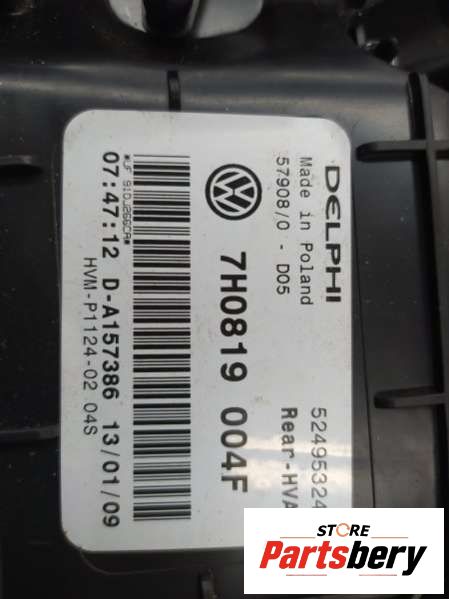 DELPHI
Made in Poland
57908/0 - D05
52495324
Rear-HVA
7H0819 004F
07:47:12 D-A157386 13/01/09
HVM-P1124-02 04S
STORE
Partsbery